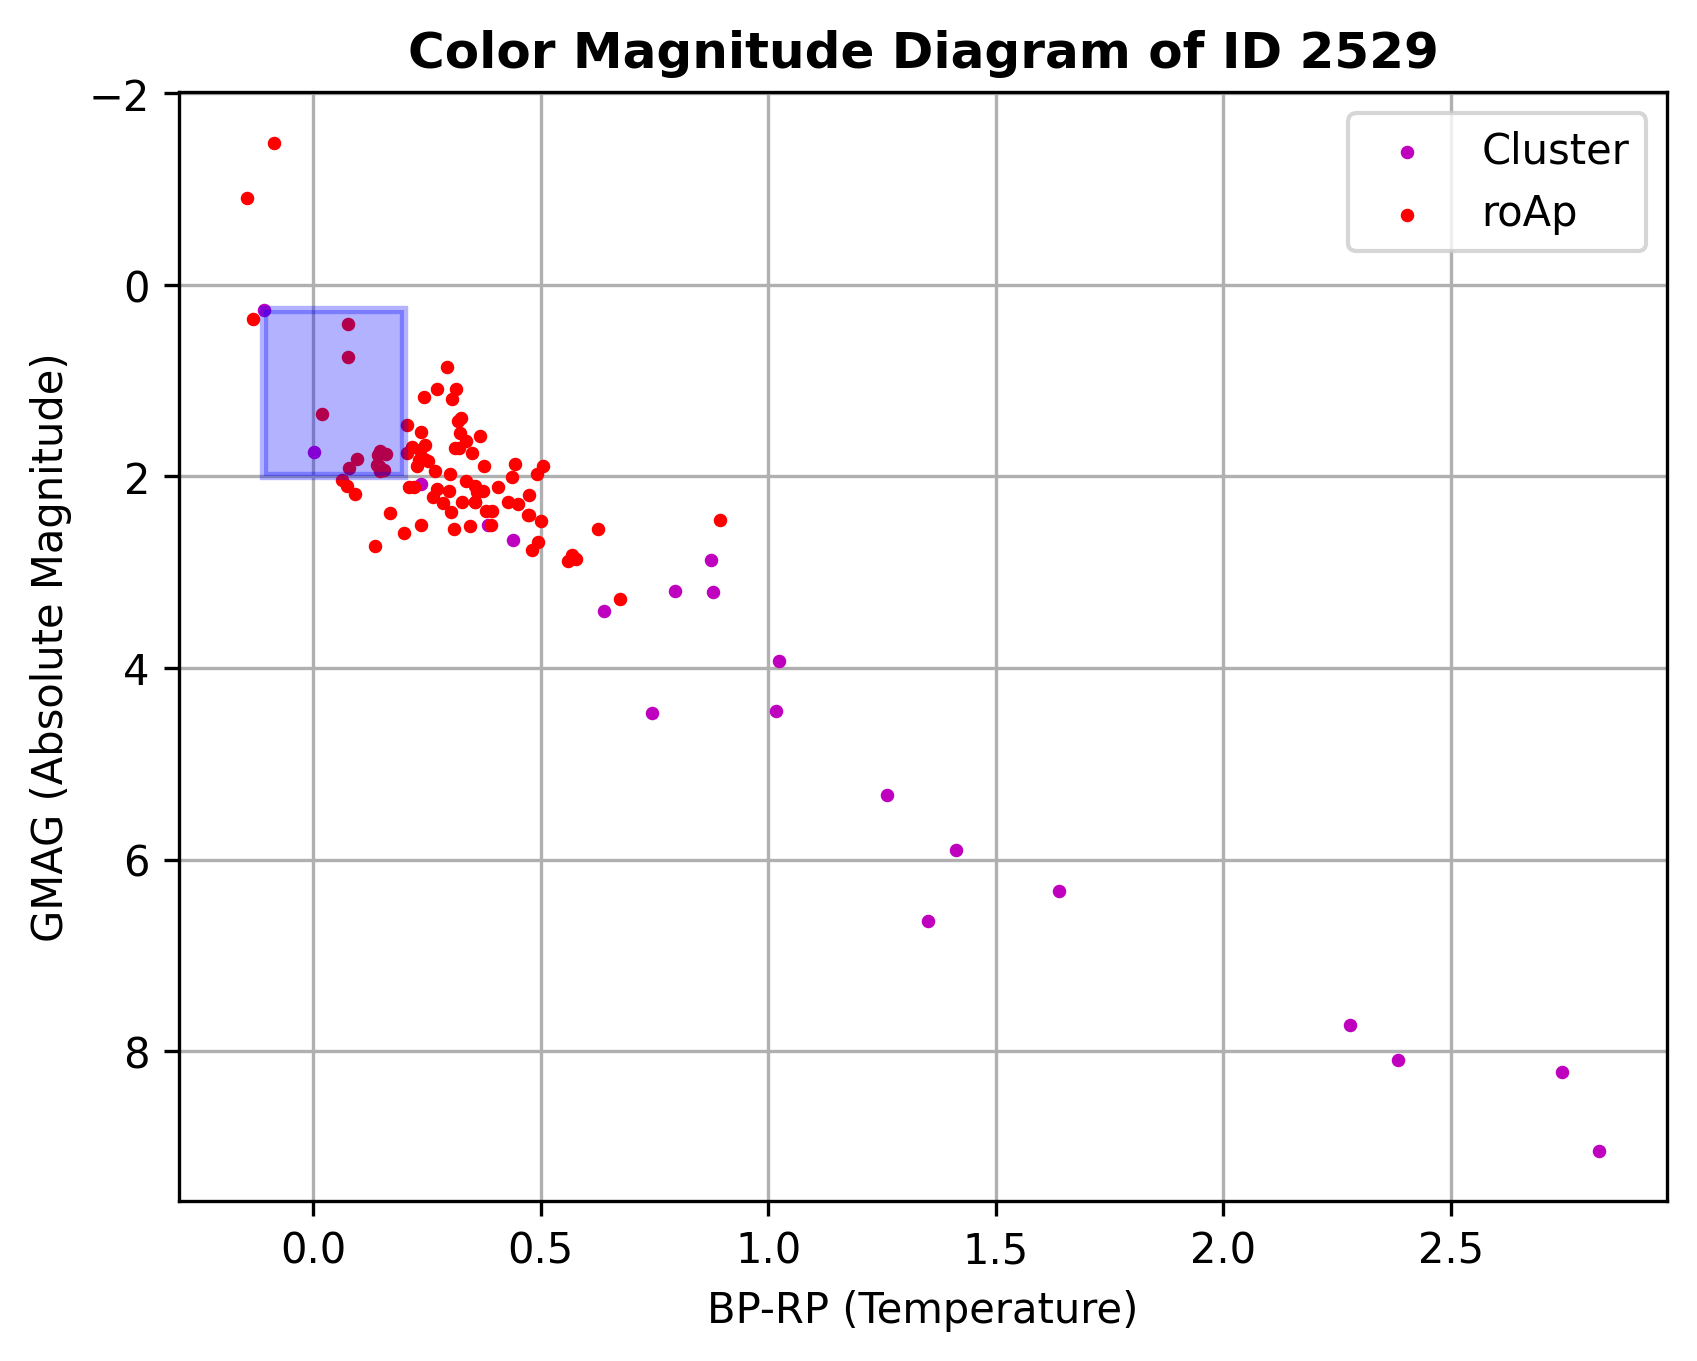 Color Magnitude Diagram of ID 2529
Cluster
roAp
−2
0
2
4
6
8
GMAG (Absolute Magnitude)
0.0 0.5 1.0 1.5 2.0 2.5
BP-RP (Temperature)